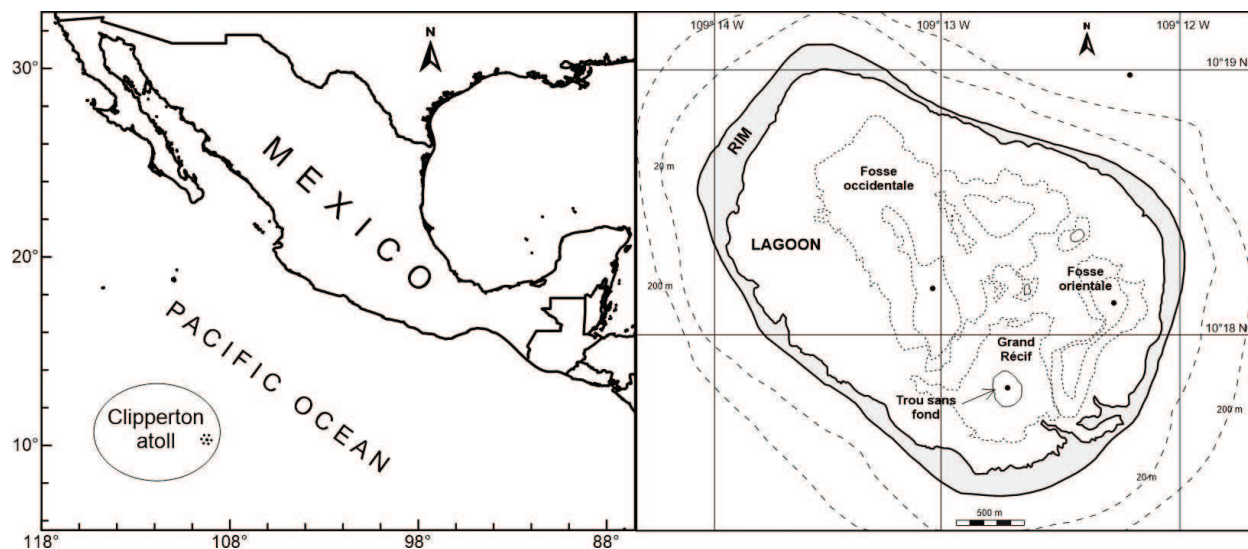 N
30°
20°
10°
MEXICO
PACIFIC OCEAN
Clipperton
atoll
118°
108°
98°
88°
109° 14 W
109° 13 W
109° 12 W
N
10° 19 N
RIM
20 m
Fosse
occidentale
LAGOON
200 m
Fosse
orientale
10° 18 N
Grand
Récif
Trou sans
fond
200 m
20 m
500 m